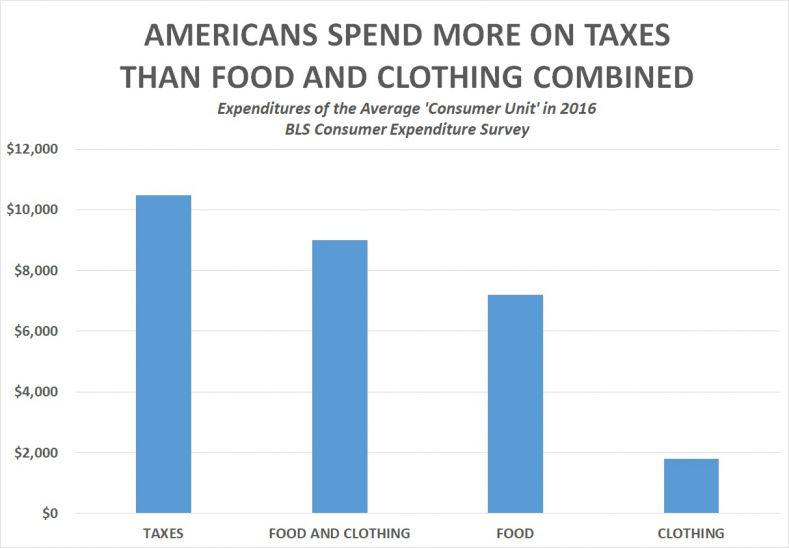 AMERICANS SPEND MORE ON TAXES
THAN FOOD AND CLOTHING COMBINED
Expenditures of the Average 'Consumer Unit' in 2016
BLS Consumer Expenditure Survey
$12,000
$10,000
$8,000
$6,000
$4,000
$2,000
$0
TAXES
FOOD AND CLOTHING
FOOD
CLOTHING